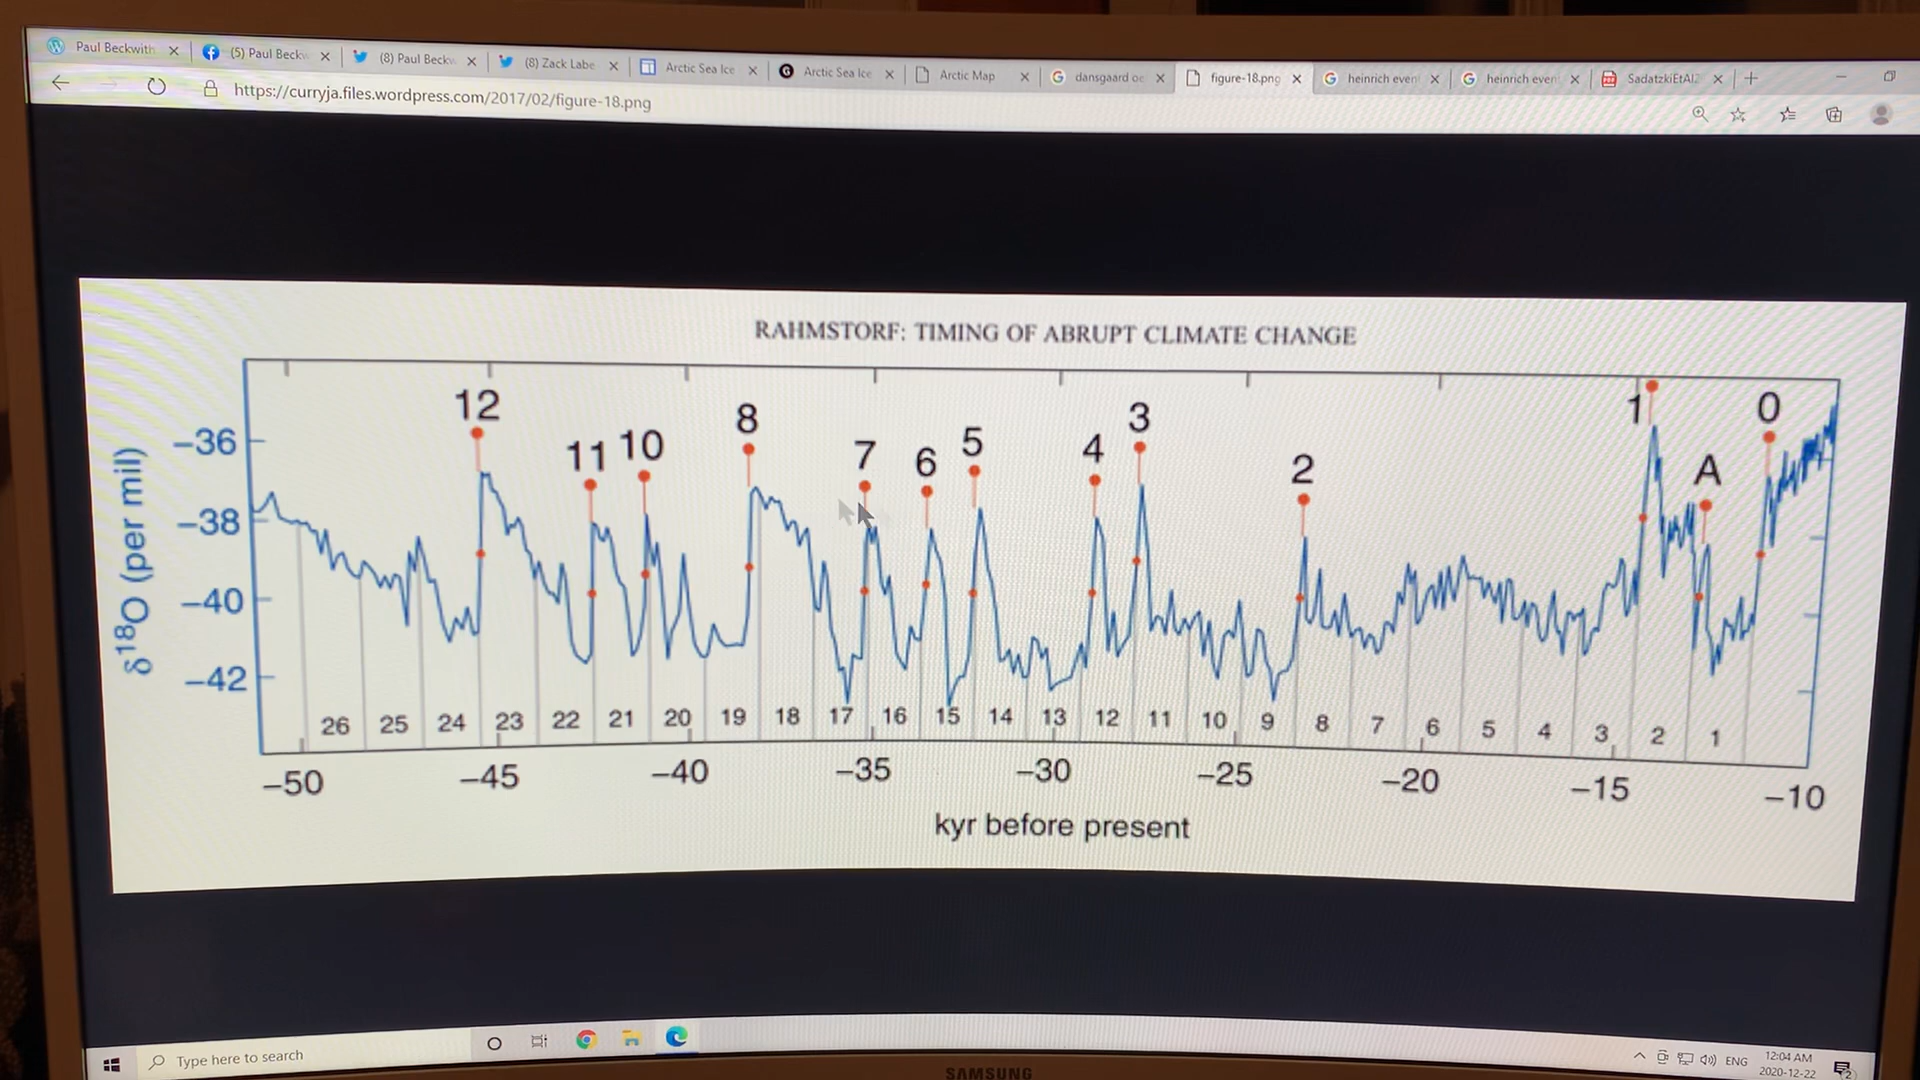 Paul Beckwith
(5) Paul Beckw
(8) Paul Beckw
(8) Zack Labe
Arctic Sea Ice
Arctic Sea Ice
Arctic Map
dansgaard oe
figure-18.png
heinrich even
heinrich even
SadatzkiEtAl2
https://curryja.files.wordpress.com/2017/02/figure-18.png
RAHMSTORF: TIMING OF ABRUPT CLIMATE CHANGE
12
11
10
8
7
6
5
4
3
2
1
A
0
−36
−38
−40
−42
δ18O (per mil)
26 25 24 23 22 21 20 19 18 17 16 15 14 13 12 11 10 9 8 7 6 5 4 3 2 1
−50 −45 −40 −35 −30 −25 −20 −15 −10
kyr before present
Type here to search
ENG
12:04 AM
2020-12-22
2
SAMSUNG